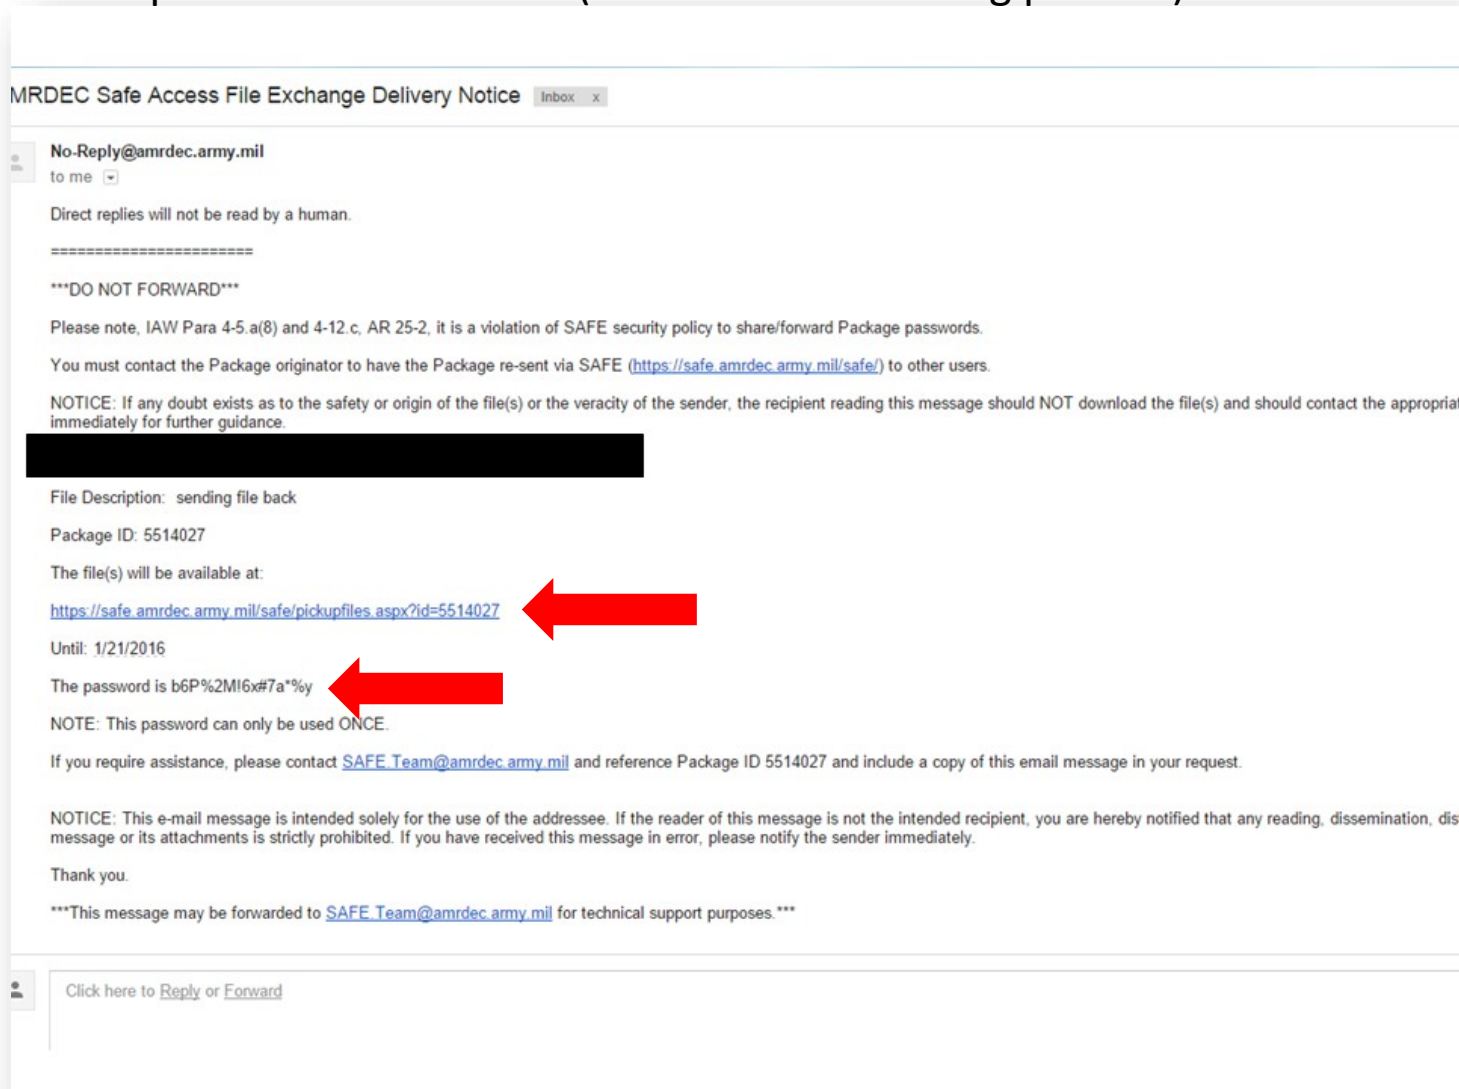 MRDEC Safe Access File Exchange Delivery Notice Inbox x
No-Reply@amrdec.army.mil
to me
Direct replies will not be read by a human.
=======================
***DO NOT FORWARD***
Please note, IAW Para 4-5.a(8) and 4-12.c, AR 25-2, it is a violation of SAFE security policy to share/forward Package passwords.
You must contact the Package originator to have the Package re-sent via SAFE (https://safe.amrdec.army.mil/safe/) to other users.
NOTICE: If any doubt exists as to the safety or origin of the file(s) or the veracity of the sender, the recipient reading this message should NOT download the file(s) and should contact the
immediately for further guidance.
File Description: sending file back
Package ID: 5514027
The file(s) will be available at:
https://safe.amrdec.army.mil/safe/pickupfiles.aspx?id=5514027
Until: 1/21/2016
The password is b6P%2M!6x#7a*%y
NOTE: This password can only be used ONCE.
If you require assistance, please contact SAFE.Team@amrdec.army.mil and reference Package ID 5514027 and include a copy of this email message in your request.
NOTICE: This e-mail message is intended solely for the use of the addressee. If the reader of this message is not the intended recipient, you are hereby notified that any reading, dissemination,
message or its attachments is strictly prohibited. If you have received this message in error, please notify the sender immediately.
Thank you.
***This message may be forwarded to SAFE.Team@amrdec.army.mil for technical support purposes.***
Click here to Reply or Forward